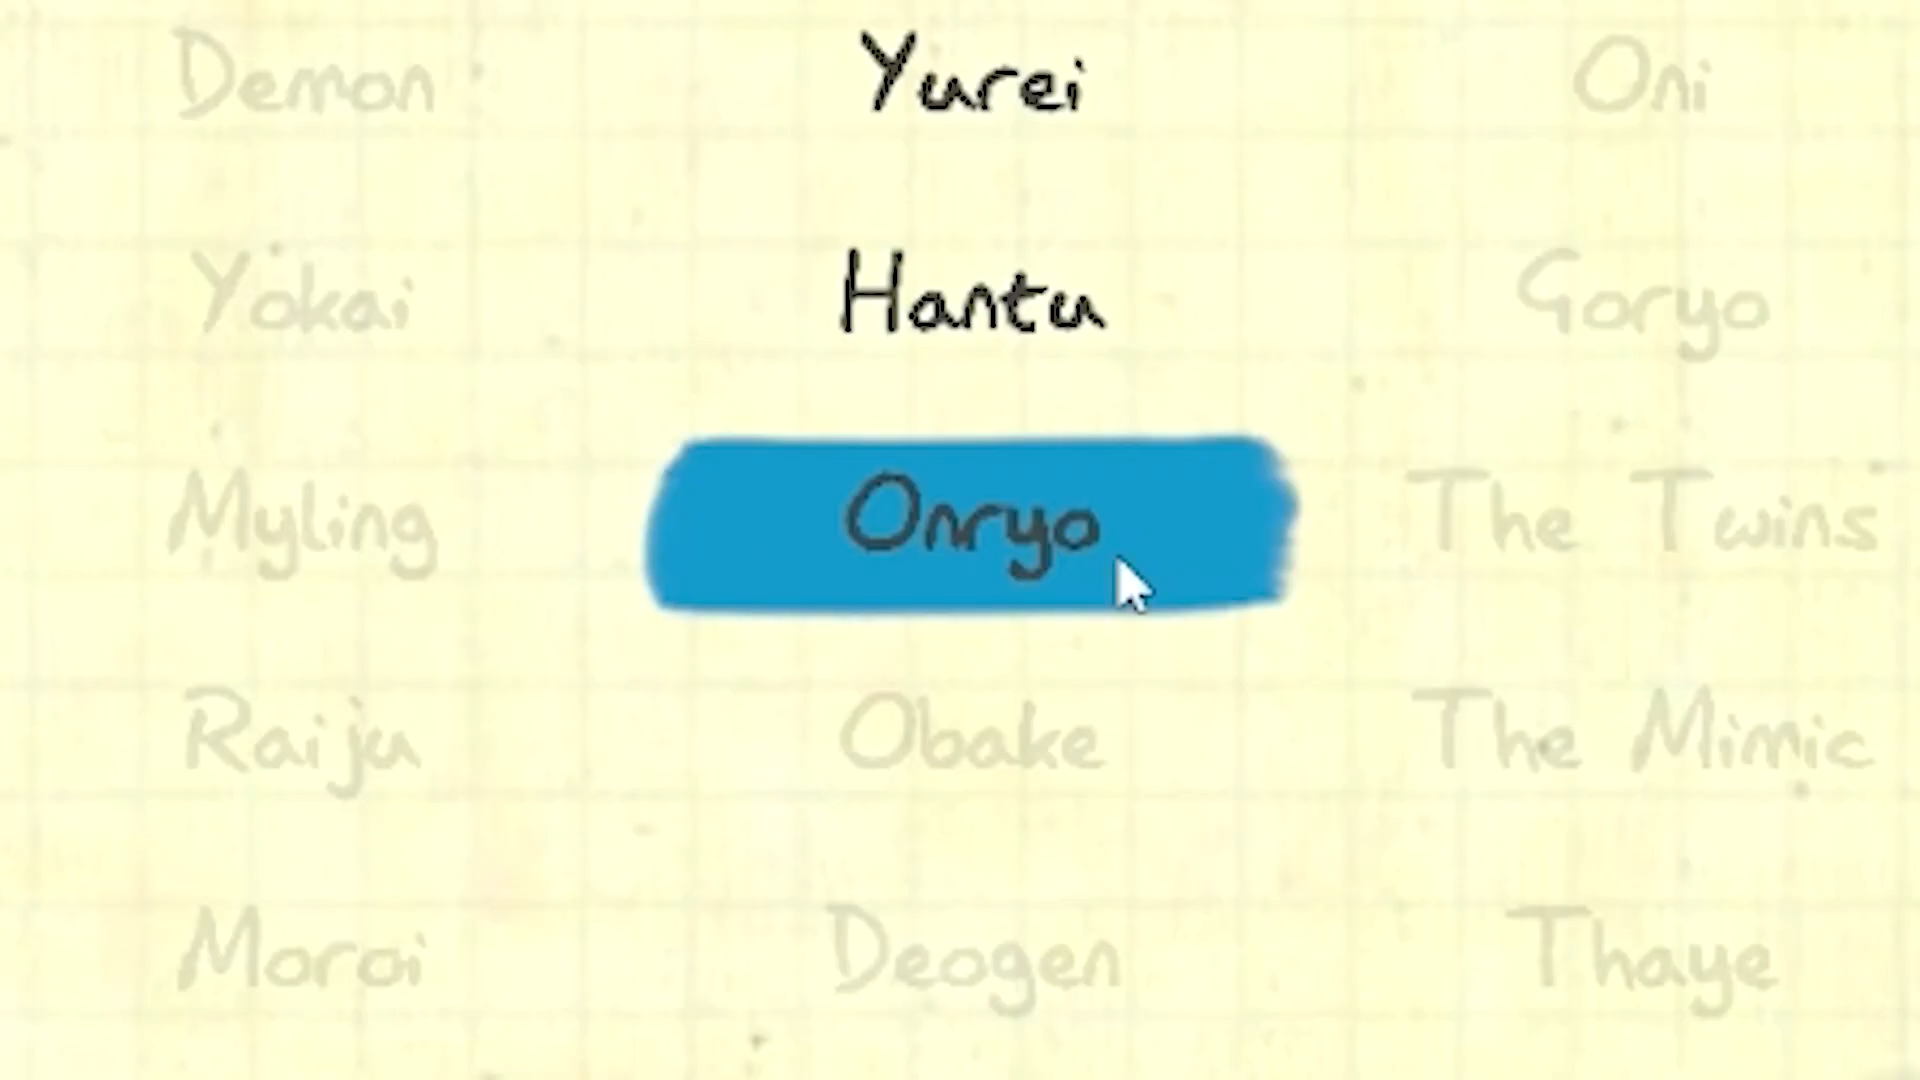 Demon Yurei Oni
Yokai Hantu Goryo
Myling Onryo The Twins
Raiju Obake The Mimic
Moroi Deogen Thaye